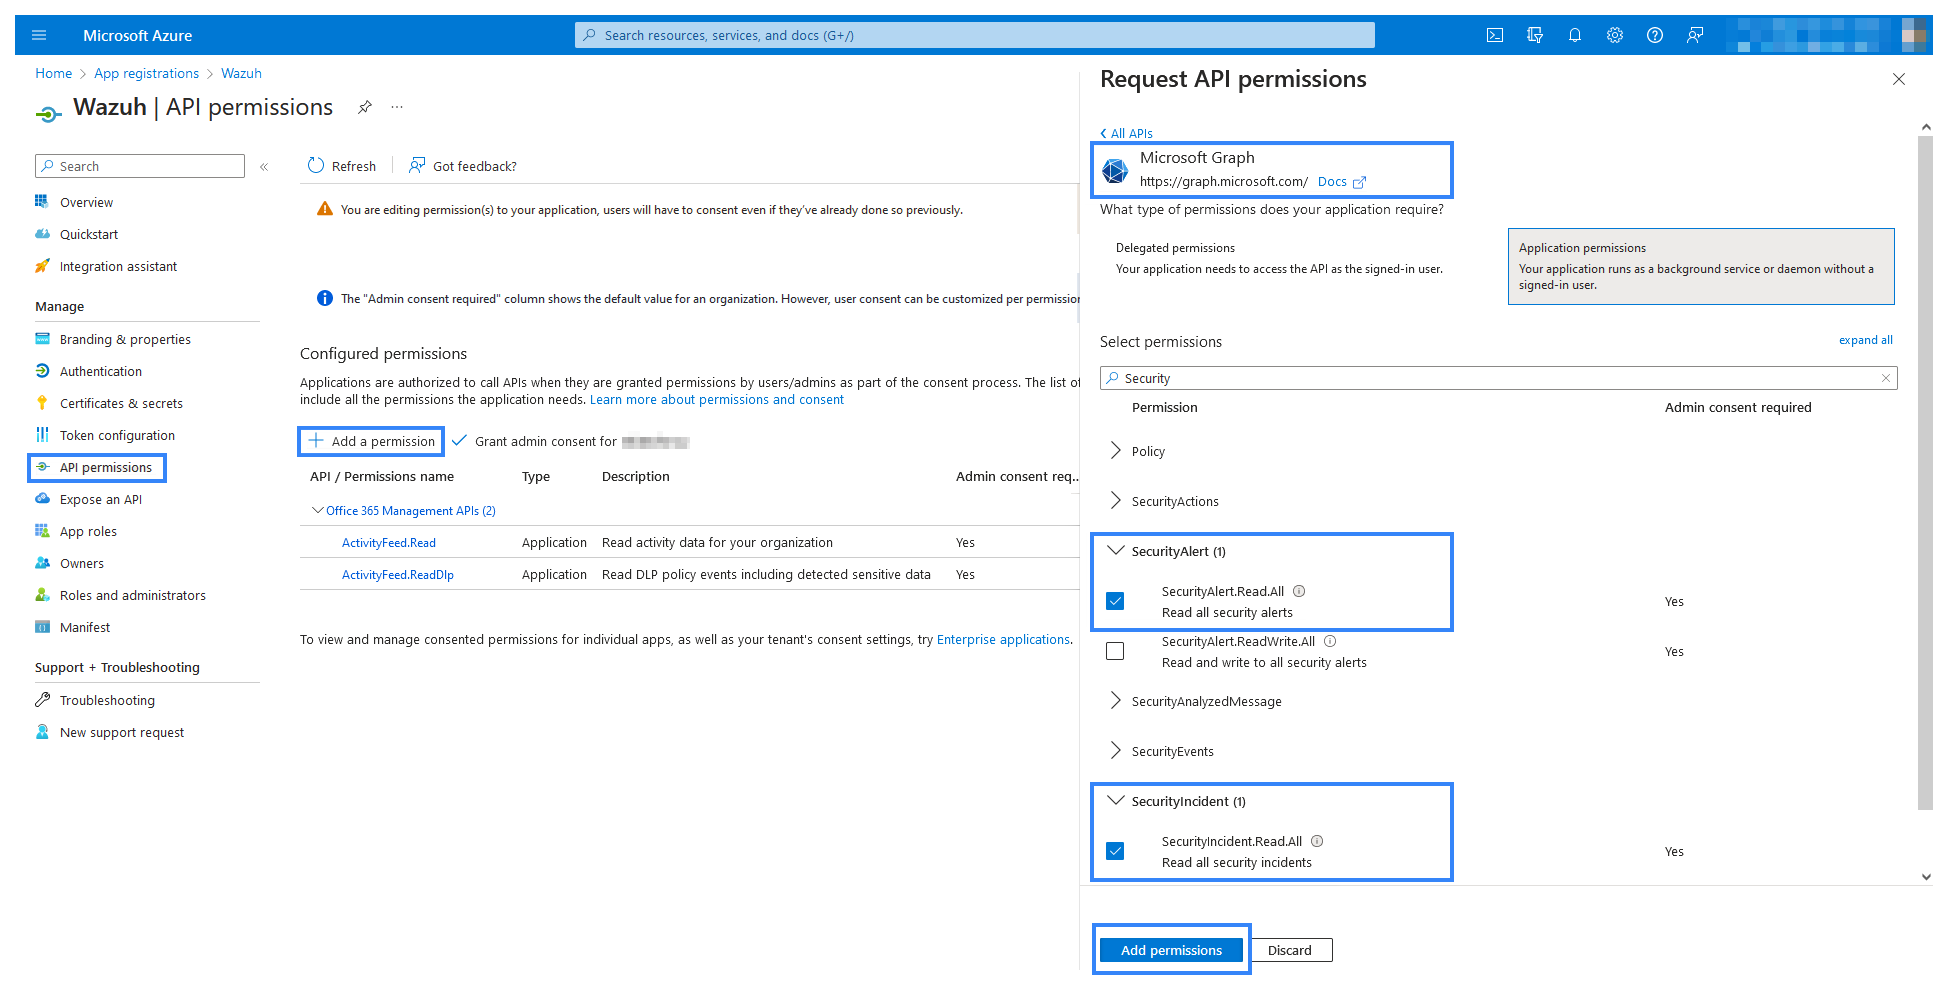 Microsoft Azure
Search resources, services, and docs (G+/)
Home > App registrations > Wazuh
Wazuh | API permissions
Search
Overview
Quickstart
Integration assistant
Manage
Branding & properties
Authentication
Certificates & secrets
Token configuration
API permissions
Expose an API
App roles
Owners
Roles and administrators
Manifest
Support + Troubleshooting
Troubleshooting
New support request
Refresh
Got feedback?
You are editing permission(s) to your application, users will have to consent even if they've already done so previously.
The "Admin consent required" column shows the default value for an organization. However, user consent can be customized per permission
Configured permissions
Applications are authorized to call APIs when they are granted permissions by users/admins as part of the consent process. The list of
include all the permissions the application needs. Learn more about permissions and consent
Add a permission
Grant admin consent for
API / Permissions name Type Description Admin consent req...
Office 365 Management APIs (2)
ActivityFeed.Read Application Read activity data for your organization Yes
ActivityFeed.ReadDlp Application Read DLP policy events including detected sensitive data Yes
To view and manage consented permissions for individual apps, as well as your tenant's consent settings, try Enterprise applications.
Request API permissions
All APIs
Microsoft Graph
https://graph.microsoft.com/ Docs
What type of permissions does your application require?
Delegated permissions
Your application needs to access the API as the signed-in user.
Application permissions
Your application runs as a background service or daemon without a
signed-in user.
Select permissions
expand all
Security
Permission Admin consent required
Policy
SecurityActions
SecurityAlert (1)
SecurityAlert.Read.All
Read all security alerts
Yes
SecurityAlert.ReadWrite.All
Read and write to all security alerts
Yes
SecurityAnalyzedMessage
SecurityEvents
SecurityIncident (1)
SecurityIncident.Read.All
Read all security incidents
Yes
Add permissions
Discard